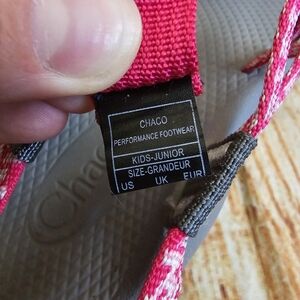 CHACO
PERFORMANCE FOOTWEAR
KIDS-JUNIOR
SIZE-GRANDEUR
US UK EUR
Chaco